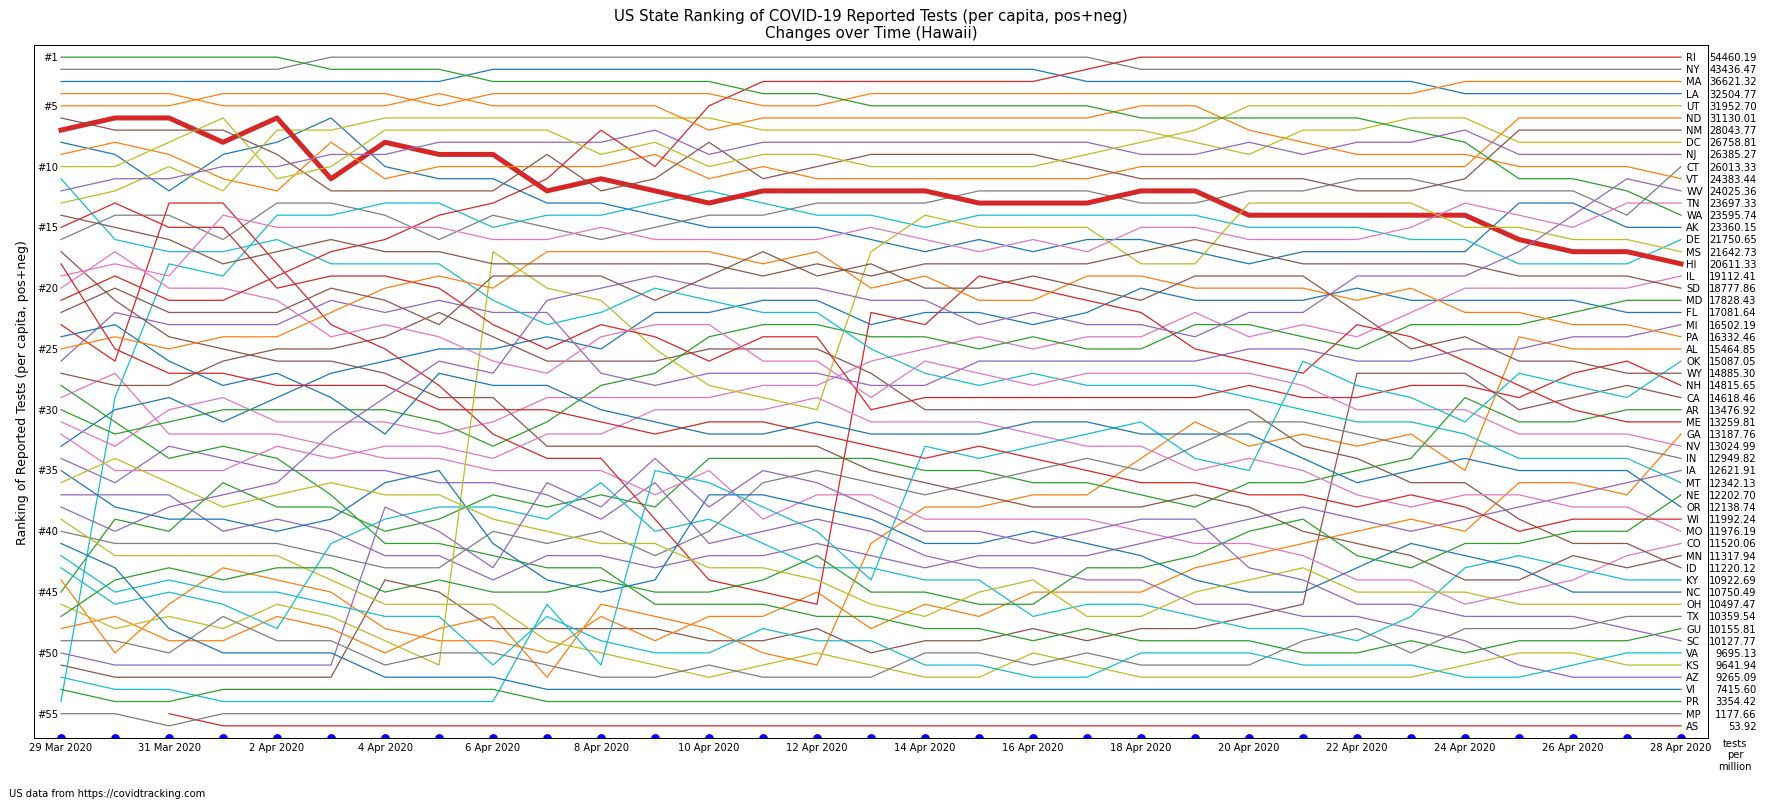 US State Ranking of COVID-19 Reported Tests (per capita, pos+neg)
Changes over Time (Hawaii)
Ranking of Reported Tests (per capita, pos+neg)
#1
#5
#10
#15
#20
#25
#30
#35
#40
#45
#50
#55
RI 54460.19
NY 43436.47
MA 36621.32
LA 32504.77
UT 31952.70
ND 31130.01
NM 28043.77
DC 26758.81
NJ 26385.27
CT 26013.33
VT 24383.44
WV 24025.36
TN 23697.33
WA 23595.74
AK 23360.15
DE 21750.65
MS 21642.73
HI 20611.33
IL 19112.41
SD 18777.86
MD 17828.43
FL 17081.64
MI 16502.19
PA 16332.46
AL 15464.85
OK 15087.05
WY 14885.30
NH 14815.65
CA 14618.46
AR 13476.92
ME 13259.81
GA 13187.76
NV 13024.99
IN 12949.82
IA 12621.91
MT 12342.13
NE 12202.70
OR 12138.74
WI 11992.24
MO 11976.19
CO 11520.06
MN 11317.94
ID 11220.12
KY 10922.69
NC 10750.49
OH 10497.47
TX 10359.54
GU 10155.81
SC 10127.77
VA 9695.13
KS 9641.94
AZ 9265.09
VI 7415.60
PR 3354.42
MP 1177.66
AS 53.92
29 Mar 2020 31 Mar 2020 2 Apr 2020 4 Apr 2020 6 Apr 2020 8 Apr 2020 10 Apr 2020 12 Apr 2020 14 Apr 2020 16 Apr 2020 18 Apr 2020 20 Apr 2020 22 Apr 2020 24 Apr 2020 26 Apr 2020 28 Apr 2020
tests
per
million
US data from https://covidtracking.com